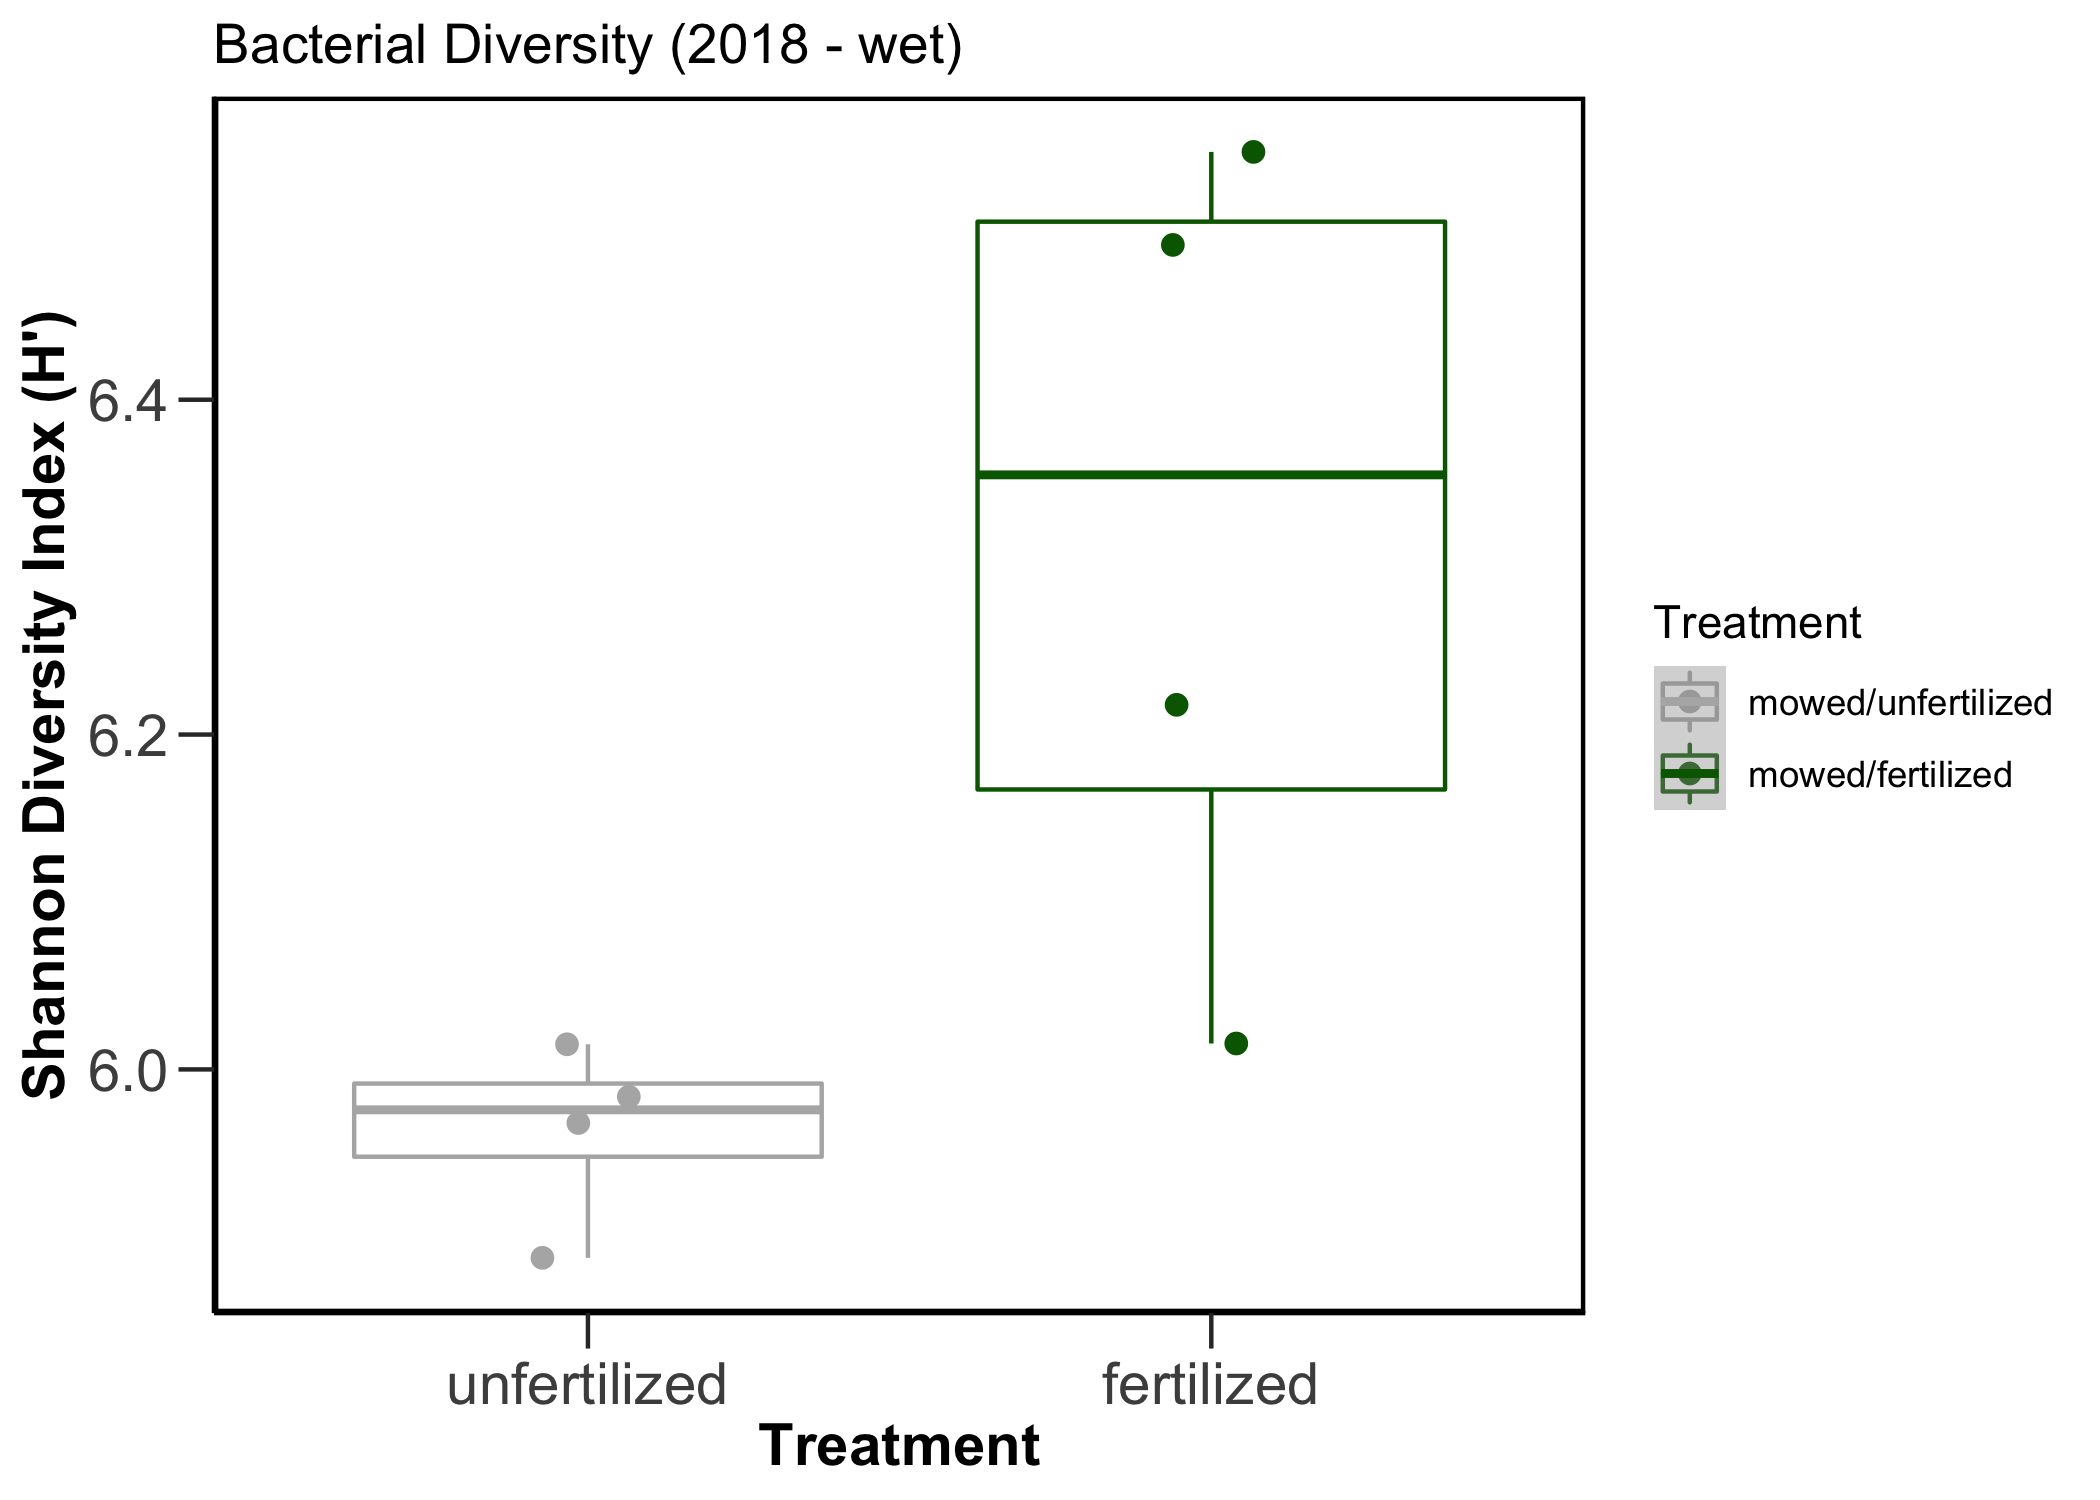 Bacterial Diversity (2018 - wet)
Shannon Diversity Index (H')
6.4
6.2
6.0
unfertilized
fertilized
Treatment
Treatment
mowed/unfertilized
mowed/fertilized